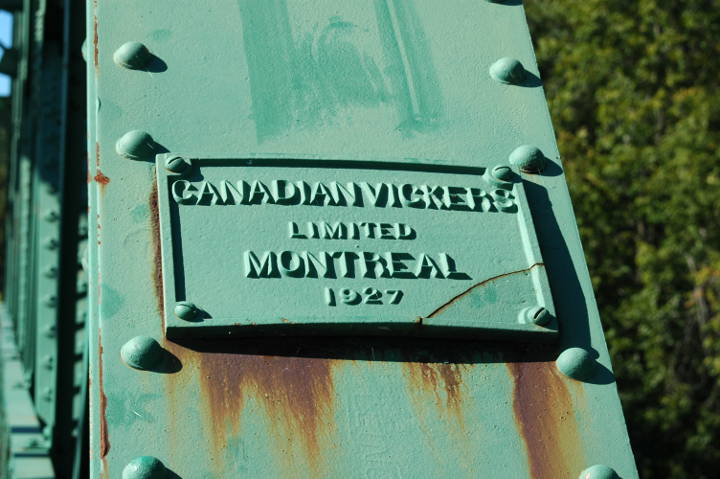 CANADIAN VICKERS
LIMITED
MONTREAL
1927